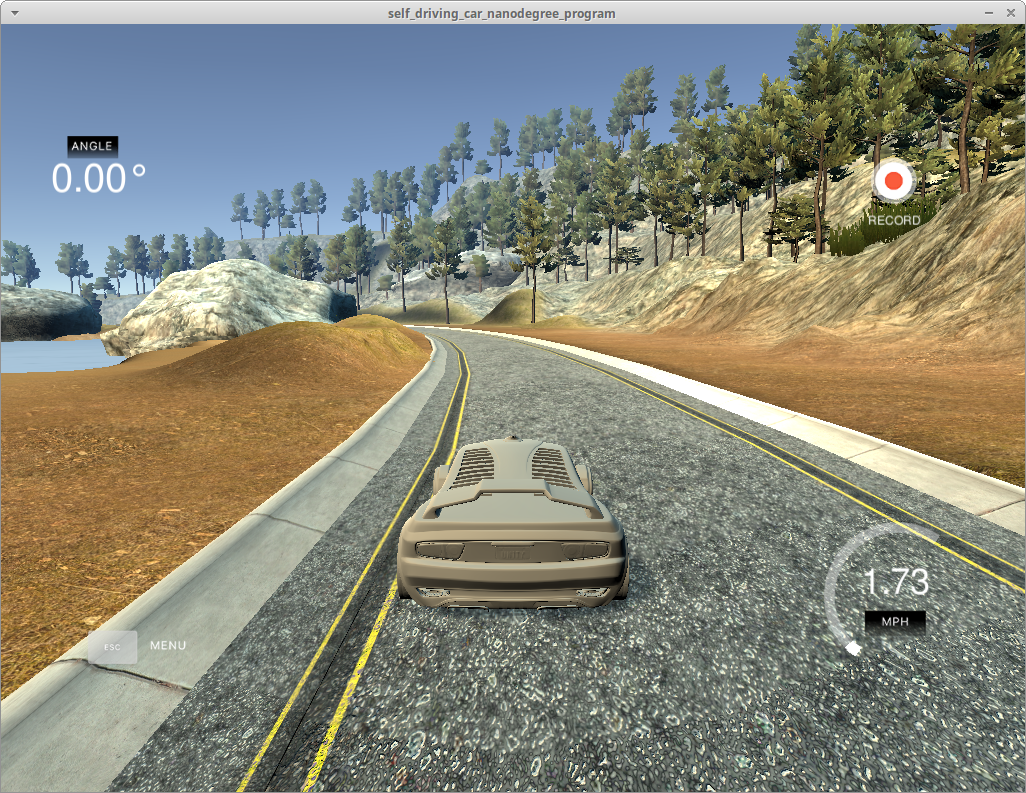 self_driving_car_nanodegree_program
ANGLE
0.00°
RECORD
1.73
MPH
ESC
MENU